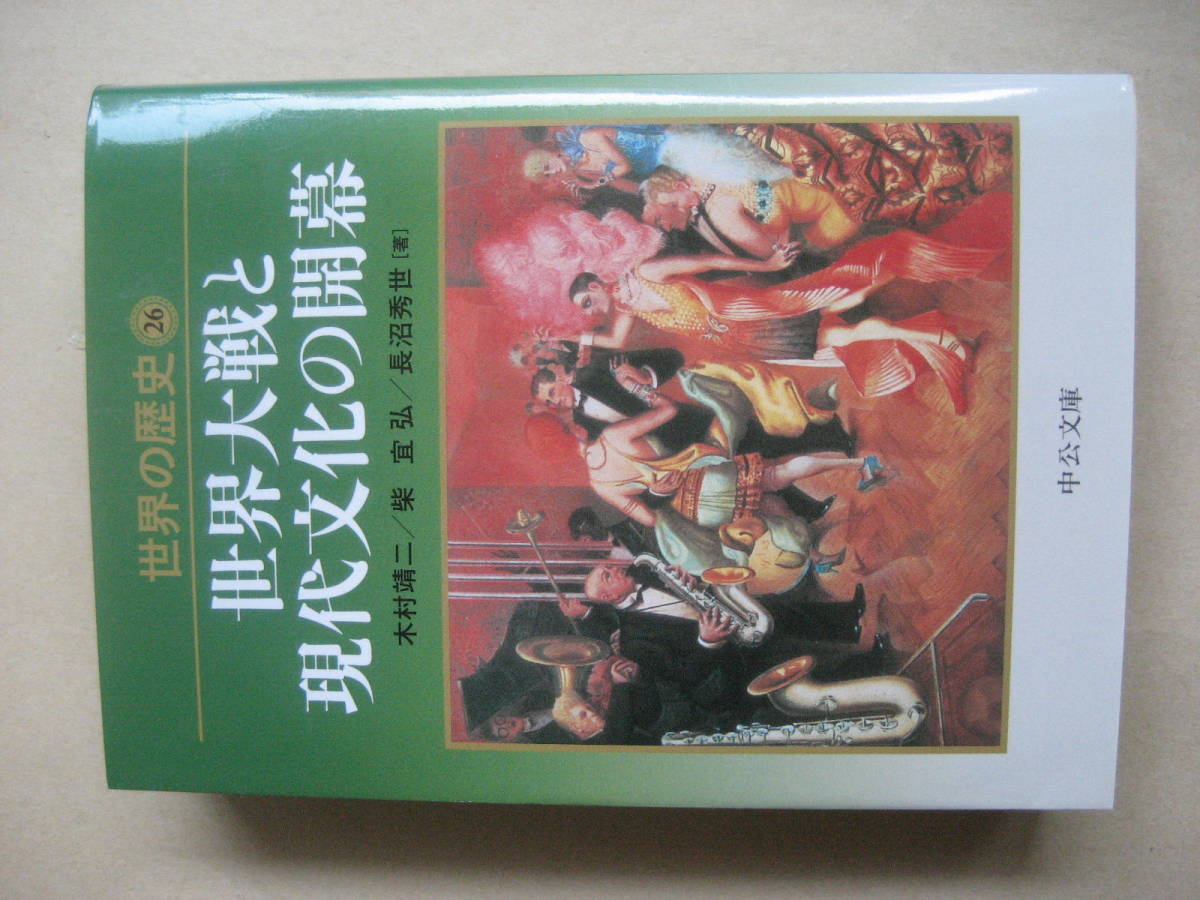 世界の歴史 26
世界大戦と
現代文化の開幕
木村靖二／柴 宜弘／長沼秀世［著］
中公文庫